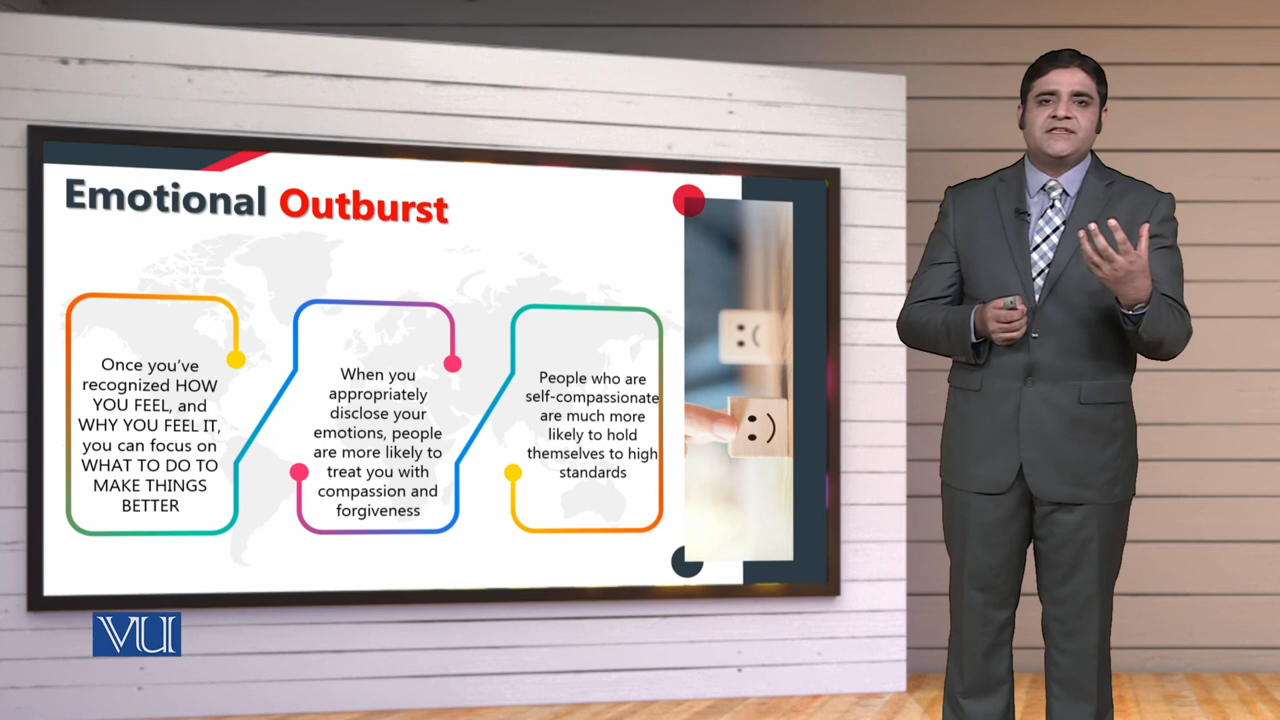 Emotional Outburst
Once you've
recognized HOW
YOU FEEL, and
WHY YOU FEEL IT,
you can focus on
WHAT TO DO TO
MAKE THINGS
BETTER
When you
appropriately
disclose your
emotions, people
are more likely to
treat you with
compassion and
forgiveness
People who are
self-compassionate
are much more
likely to hold
themselves to high
standards
VU